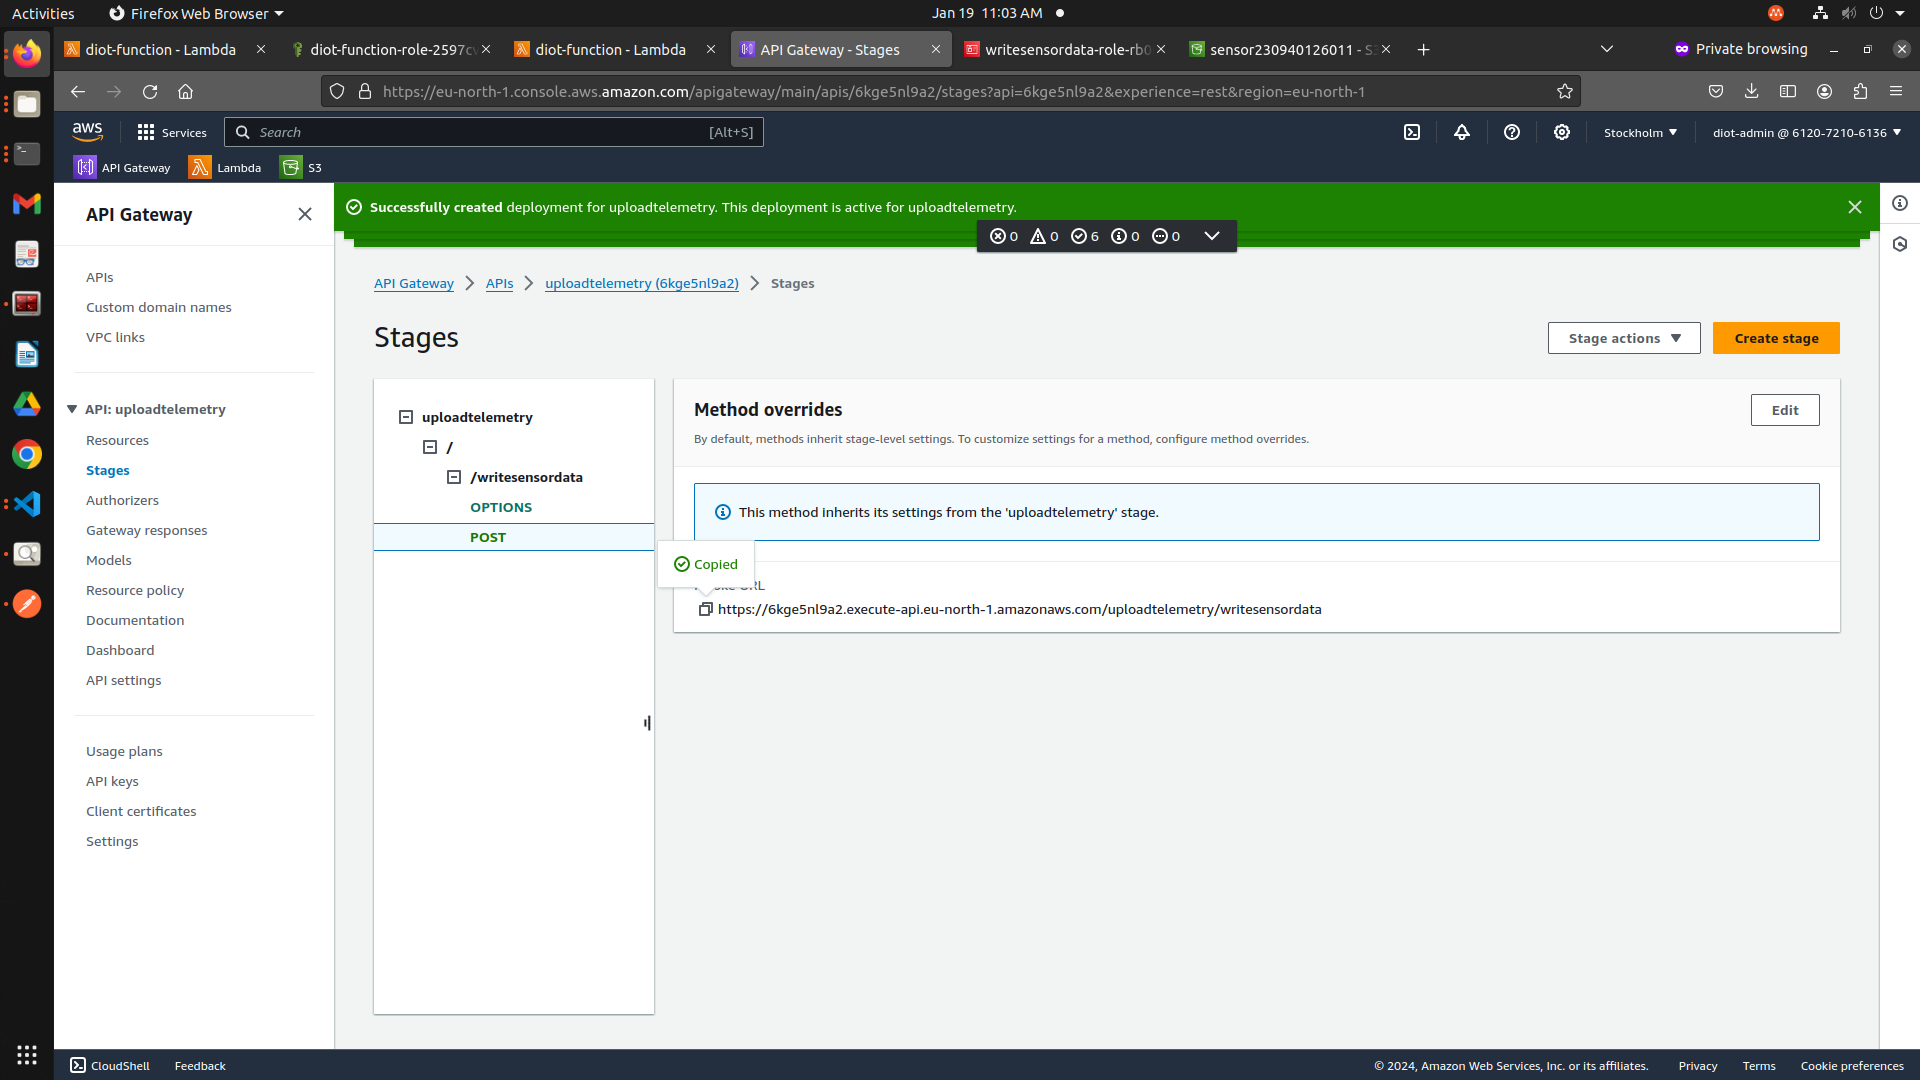 Activities
Firefox Web Browser
Jan 19 11:03 AM
diot-function - Lambda
diot-function-role-2597c
diot-function - Lambda
API Gateway - Stages
writesensordata-role-rb0
sensor230940126011 - S3
Private browsing
https://eu-north-1.console.aws.amazon.com/apigateway/main/apis/6kge5nl9a2/stages?api=6kge5nl9a2&experience=rest&region=eu-north-1
aws
Services
Search
[Alt+S]
Stockholm
diot-admin @ 6120-7210-6136
API Gateway
Lambda
S3
API Gateway
Successfully created deployment for uploadtelemetry. This deployment is active for uploadtelemetry.
0 0 6 0 0
APIs
Custom domain names
VPC links
API: uploadtelemetry
Resources
Stages
Authorizers
Gateway responses
Models
Resource policy
Documentation
Dashboard
API settings
Usage plans
API keys
Client certificates
Settings
API Gateway
APIs
uploadtelemetry (6kge5nl9a2)
Stages
Stages
Stage actions
Create stage
uploadtelemetry
/
/writesensordata
OPTIONS
POST
Method overrides
Edit
By default, methods inherit stage-level settings. To customize settings for a method, configure method overrides.
This method inherits its settings from the 'uploadtelemetry' stage.
Copied
URL
https://6kge5nl9a2.execute-api.eu-north-1.amazonaws.com/uploadtelemetry/writesensordata
CloudShell
Feedback
© 2024, Amazon Web Services, Inc. or its affiliates.
Privacy
Terms
Cookie preferences